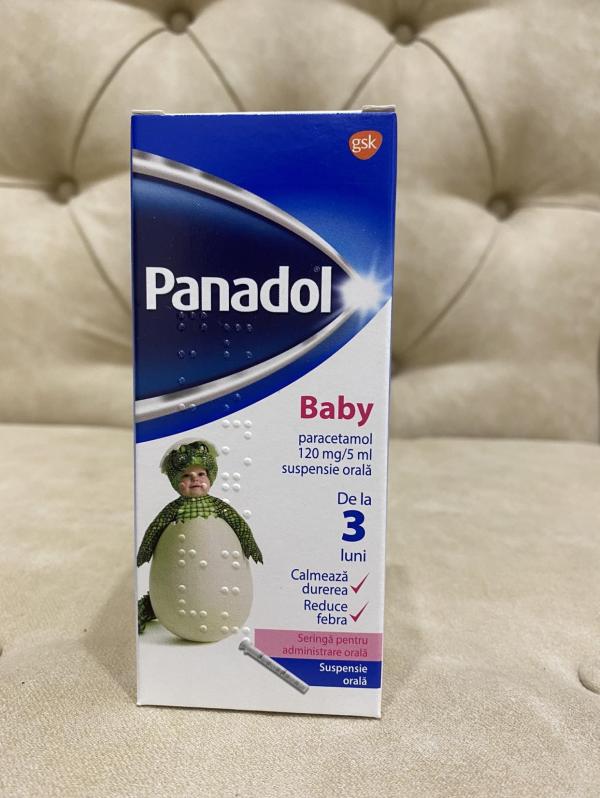 gsk
Panadol®
Baby
paracetamol
120 mg/5 ml
suspensie orală
De la
3
luni
Calmează
durerea
Reduce
febra
Seringă pentru
administrare orală
Suspensie
orală